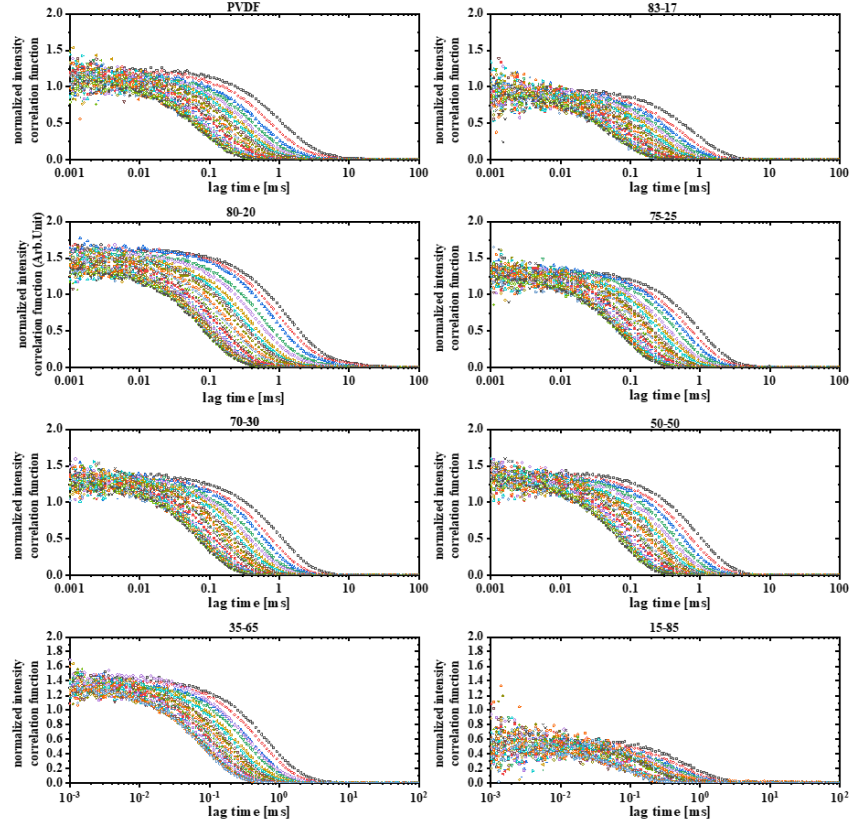 PVDF
normalized intensity
correlation function
2.0
1.5
1.0
0.5
0.0
0.001 0.01 0.1 1 10 100
lag time [ms]
83-17
normalized intensity
correlation function
2.0
1.5
1.0
0.5
0.0
0.001 0.01 0.1 1 10 100
lag time [ms]
80-20
normalized intensity
correlation function (Arb.Unit)
2.0
1.5
1.0
0.5
0.0
0.001 0.01 0.1 1 10 100
lag time [ms]
75-25
normalized intensity
correlation function
2.0
1.5
1.0
0.5
0.0
0.001 0.01 0.1 1 10 100
lag time [ms]
70-30
normalized intensity
correlation function
2.0
1.5
1.0
0.5
0.0
0.001 0.01 0.1 1 10 100
lag time [ms]
50-50
normalized intensity
correlation function
2.0
1.5
1.0
0.5
0.0
0.001 0.01 0.1 1 10 100
lag time [ms]
35-65
normalized intensity
correlation function
2.0
1.8
1.6
1.4
1.2
1.0
0.8
0.6
0.4
0.2
0.0
10⁻³ 10⁻² 10⁻¹ 10⁰ 10¹ 10²
lag time [ms]
15-85
normalized intensity
correlation function
2.0
1.8
1.6
1.4
1.2
1.0
0.8
0.6
0.4
0.2
0.0
10⁻³ 10⁻² 10⁻¹ 10⁰ 10¹ 10²
lag time [ms]